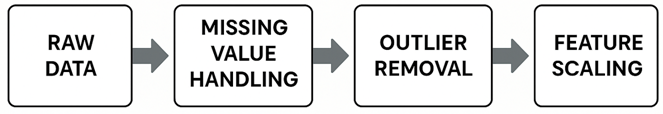 RAW
DATA
MISSING
VALUE
HANDLING
OUTLIER
REMOVAL
FEATURE
SCALING